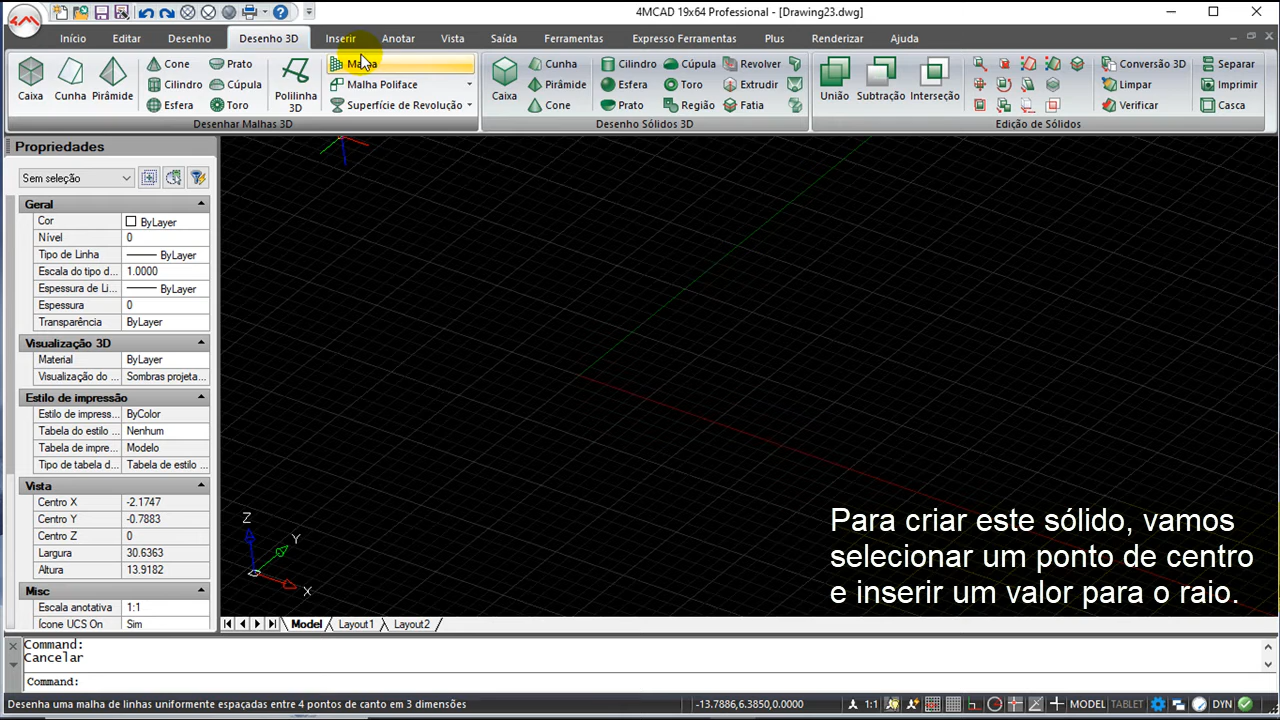 4MCAD 19x64 Professional - [Drawing23.dwg]
Início Editar Desenho Desenho 3D Inserir Anotar Vista Saída Ferramentas Expresso Ferramentas Plus Renderizar Ajuda
Caixa Cunha Pirâmide
Cone Prato
Cilindro Cúpula
Esfera Toro
Polilinha
3D
Malha
Malha Poliface
Superfície de Revolução
Desenhar Malhas 3D
Caixa
Cunha Cilindro Cúpula Revolver
Pirâmide Esfera Toro Extrudir
Cone Prato Região Fatia
Desenho Sólidos 3D
União Subtração Interseção
Conversão 3D Separar
Limpar Imprimir
Verificar Casca
Edição de Sólidos
Propriedades
Sem seleção
Geral
Cor ByLayer
Nível 0
Tipo de Linha ByLayer
Escala do tipo d... 1.0000
Espessura de Li... ByLayer
Espessura 0
Transparência ByLayer
Visualização 3D
Material ByLayer
Visualização do ... Sombras projeta...
Estilo de impressão
Estilo de impress... ByColor
Tabela do estilo ... Nenhum
Tabela de impre... Modelo
Tipo de tabela d... Tabela de estilo ...
Vista
Centro X -2.1747
Centro Y -0.7883
Centro Z 0
Largura 30.6363
Altura 13.9182
Misc
Escala anotativa 1:1
Ícone UCS On Sim
Z
Y
X
Para criar este sólido, vamos
selecionar um ponto de centro
e inserir um valor para o raio.
Model Layout1 Layout2
Command:
Cancelar
Command:
Desenha uma malha de linhas uniformemente espaçadas entre 4 pontos de canto em 3 dimensões
-13.7886,6.3850,0.0000 1:1 MODEL TABLET DYN